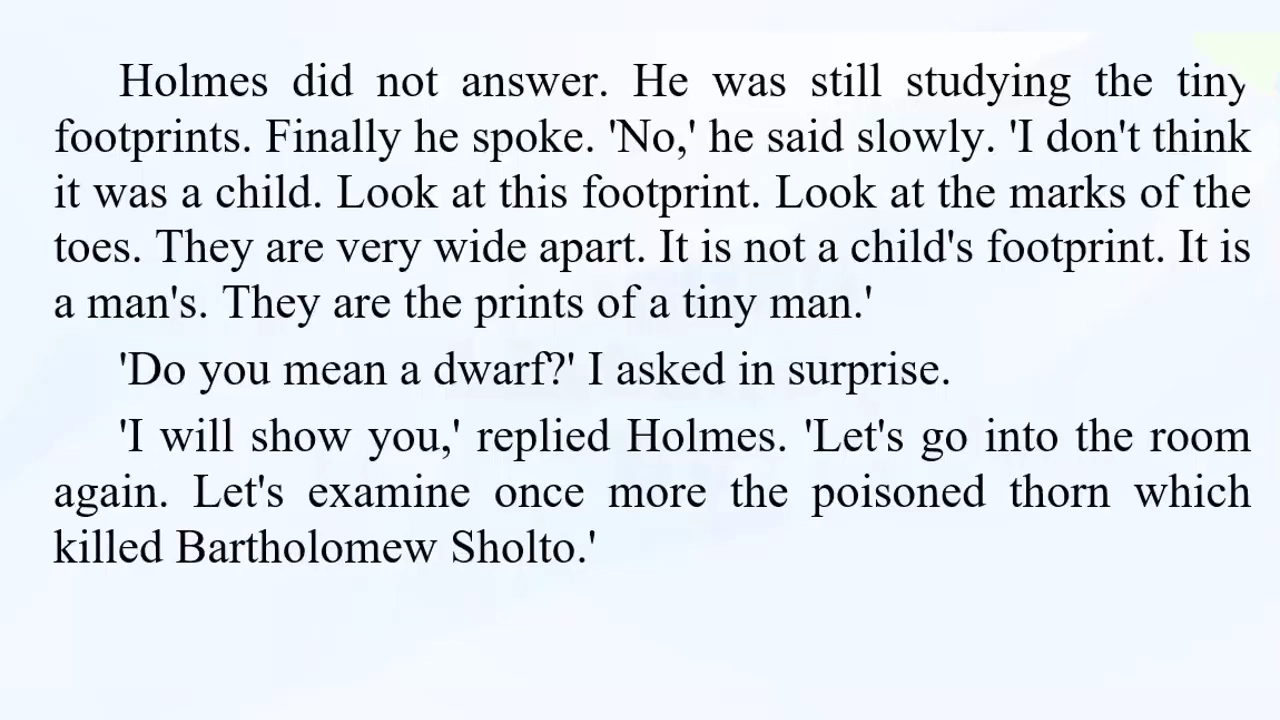 Holmes did not answer. He was still studying the tiny
footprints. Finally he spoke. 'No,' he said slowly. 'I don't think
it was a child. Look at this footprint. Look at the marks of the
toes. They are very wide apart. It is not a child's footprint. It is
a man's. They are the prints of a tiny man.'
'Do you mean a dwarf?' I asked in surprise.
'I will show you,' replied Holmes. 'Let's go into the room
again. Let's examine once more the poisoned thorn which
killed Bartholomew Sholto.'